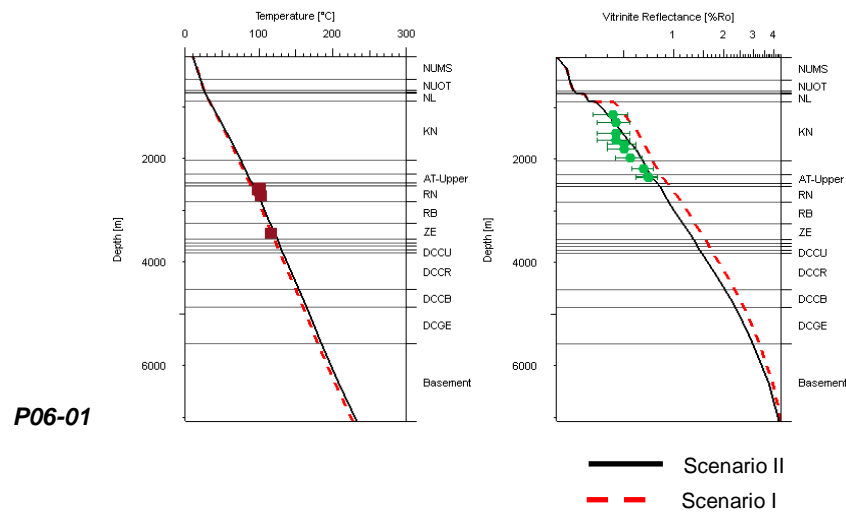 Temperature [°C]
0 100 200 300
Depth [m]
2000
4000
6000
NUMS
NUOT
NL
KN
AT-Upper
RN
RB
ZE
DCCU
DCCR
DCCB
DCGE
Basement
Vitrinite Reflectance [%Ro]
1 2 3 4
Depth [m]
2000
4000
6000
NUMS
NUOT
NL
KN
AT-Upper
RN
RB
ZE
DCCU
DCCR
DCCB
DCGE
Basement
P06-01
Scenario II
Scenario I